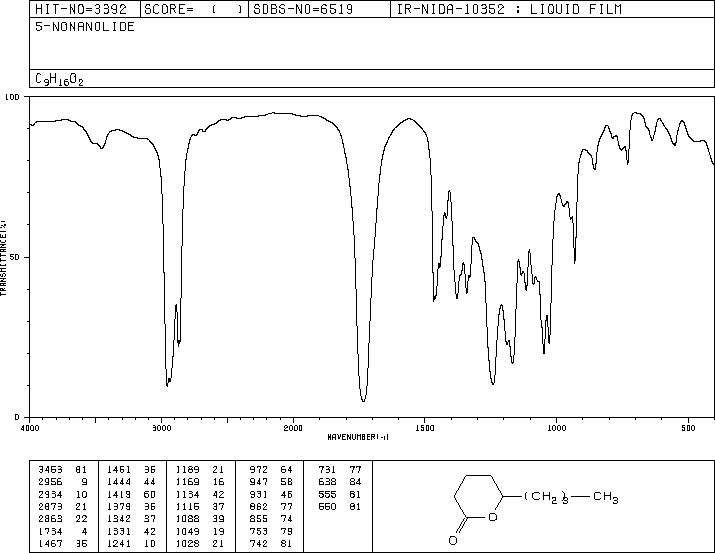 HIT-NO=3392 SCORE= ( ) SDBS-NO=6519 IR-NIDA-10352 : LIQUID FILM
5-NONANOLIDE
C9H16O2
100
TRANSMITTANCE(%)
50
0
4000 3000 2000 1500 1000 500
WAVENUMBER(-1)
3463 81 1461 36 1189 21 972 64 731 77
2956 9 1444 44 1169 16 947 58 638 84
2934 10 1419 60 1134 42 931 46 555 81
2873 21 1379 36 1115 37 862 77 550 81
2863 22 1342 37 1088 39 855 74
1734 4 1331 42 1049 19 753 79
1467 35 1241 10 1028 21 742 81
O O (CH2)3 CH3